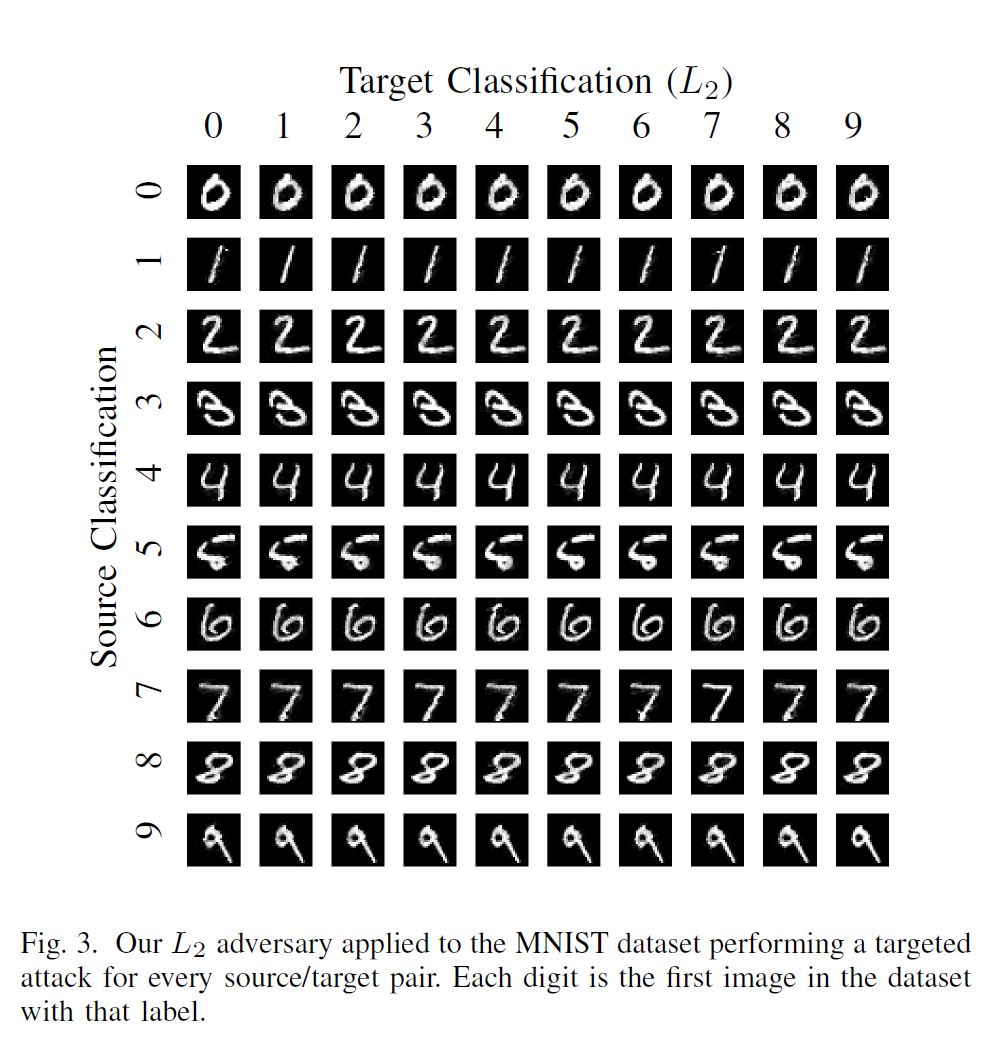 Target Classification (L₂)
0 1 2 3 4 5 6 7 8 9
Source Classification
0
1
2
3
4
5
6
7
8
9
Fig. 3. Our L₂ adversary applied to the MNIST dataset performing a targeted
attack for every source/target pair. Each digit is the first image in the dataset
with that label.